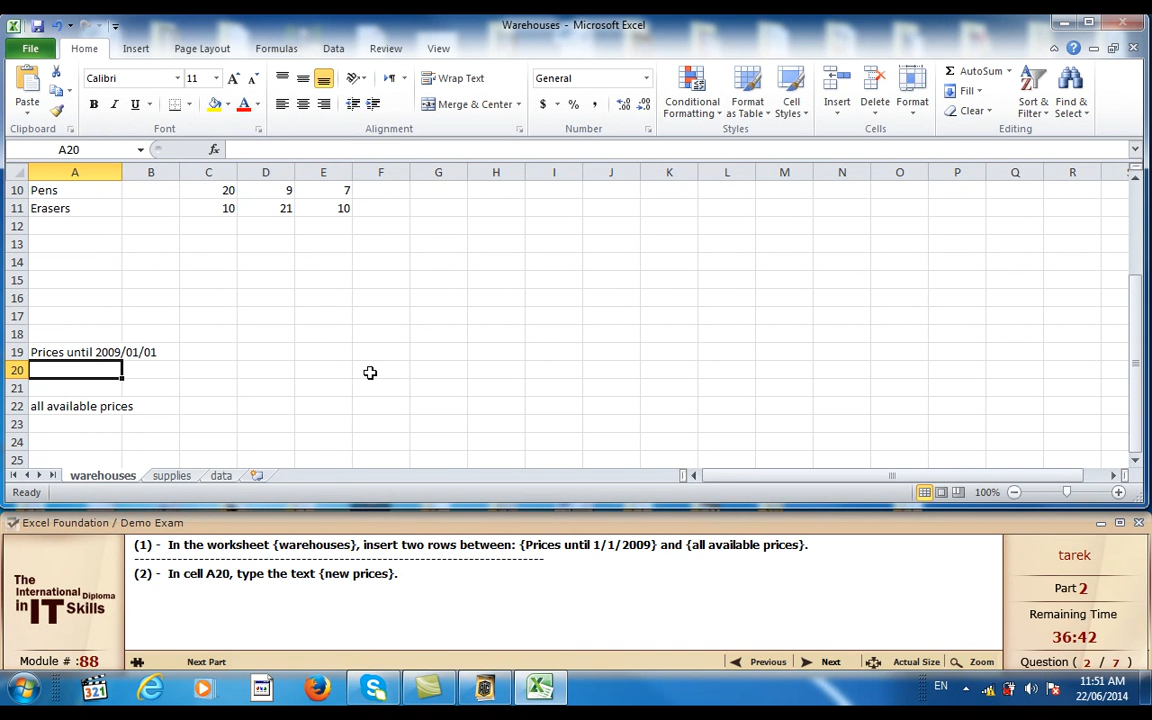 Warehouses - Microsoft Excel
File Home Insert Page Layout Formulas Data Review View
Paste
Calibri 11
B I U
A
Wrap Text
Merge & Center
General
$ % ,
Conditional Formatting
Format as Table
Cell Styles
Insert Delete Format
Σ AutoSum
Fill
Clear
Sort & Filter
Find & Select
Clipboard Font Alignment Number Styles Cells Editing
A20 fx
A B C D E F G H I J K L M N O P Q R
10 Pens 20 9 7
11 Erasers 10 21 10
12
13
14
15
16
17
18
19 Prices until 2009/01/01
20
21
22 all available prices
23
24
25
warehouses supplies data
Ready 100%
Excel Foundation / Demo Exam
(1) - In the worksheet {warehouses}, insert two rows between: {Prices until 1/1/2009} and {all available prices}.
(2) - In cell A20, type the text {new prices}.
The International Diploma in IT Skills
Module # :88
tarek
Part 2
Remaining Time
36:42
Question ( 2 / 7 )
Next Part Previous Next Actual Size Zoom
321
EN
11:51 AM
22/06/2014